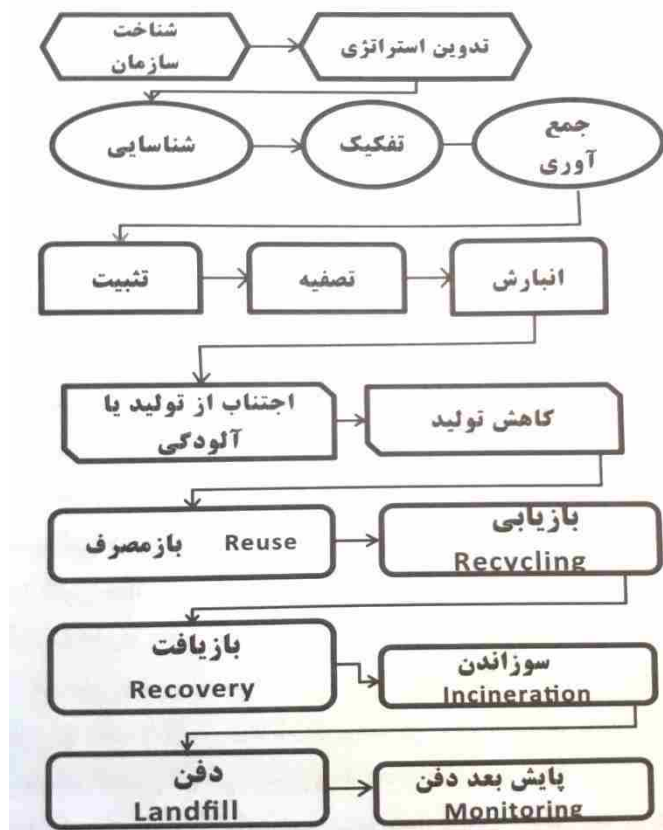 شناخت
سازمان
تدوین استراتژی
شناسایی
تفکیک
جمع
آوری
تثبیت
تصفیه
انبارش
اجتناب از تولید یا
آلودگی
کاهش تولید
بازمصرف Reuse
بازیابی
Recycling
بازیافت
Recovery
سوزاندن
Incineration
دفن
Landfill
پایش بعد دفن
Monitoring